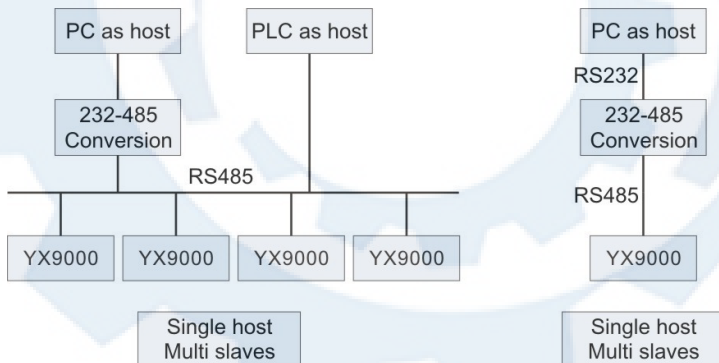 PC as host
PLC as host
232-485
Conversion
RS485
YX9000
YX9000
YX9000
YX9000
Single host
Multi slaves
PC as host
RS232
232-485
Conversion
RS485
YX9000
Single host
Multi slaves